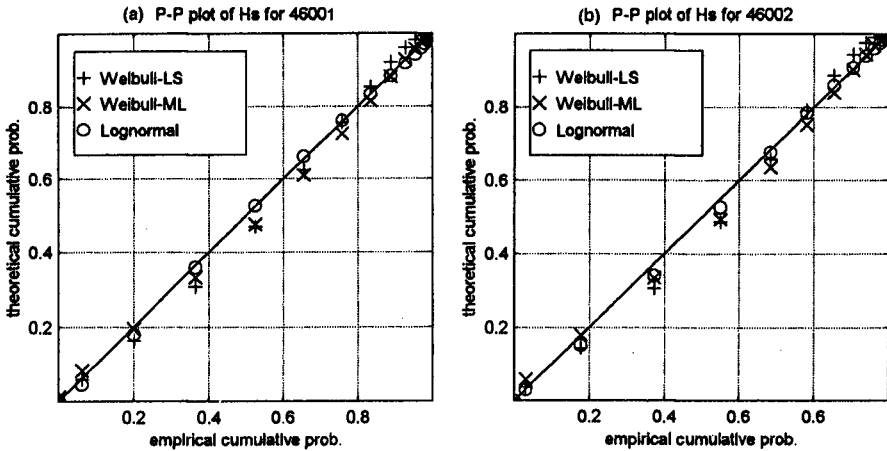 (a) P-P plot of Hs for 46001
Weibull-LS
Weibull-ML
Lognormal
0.8
0.6
0.4
0.2
0.2
0.4
0.6
0.8
theoretical cumulative prob.
empirical cumulative prob.
(b) P-P plot of Hs for 46002
Weibull-LS
Weibull-ML
Lognormal
0.8
0.6
0.4
0.2
0.2
0.4
0.6
0.8
theoretical cumulative prob.
empirical cumulative prob.